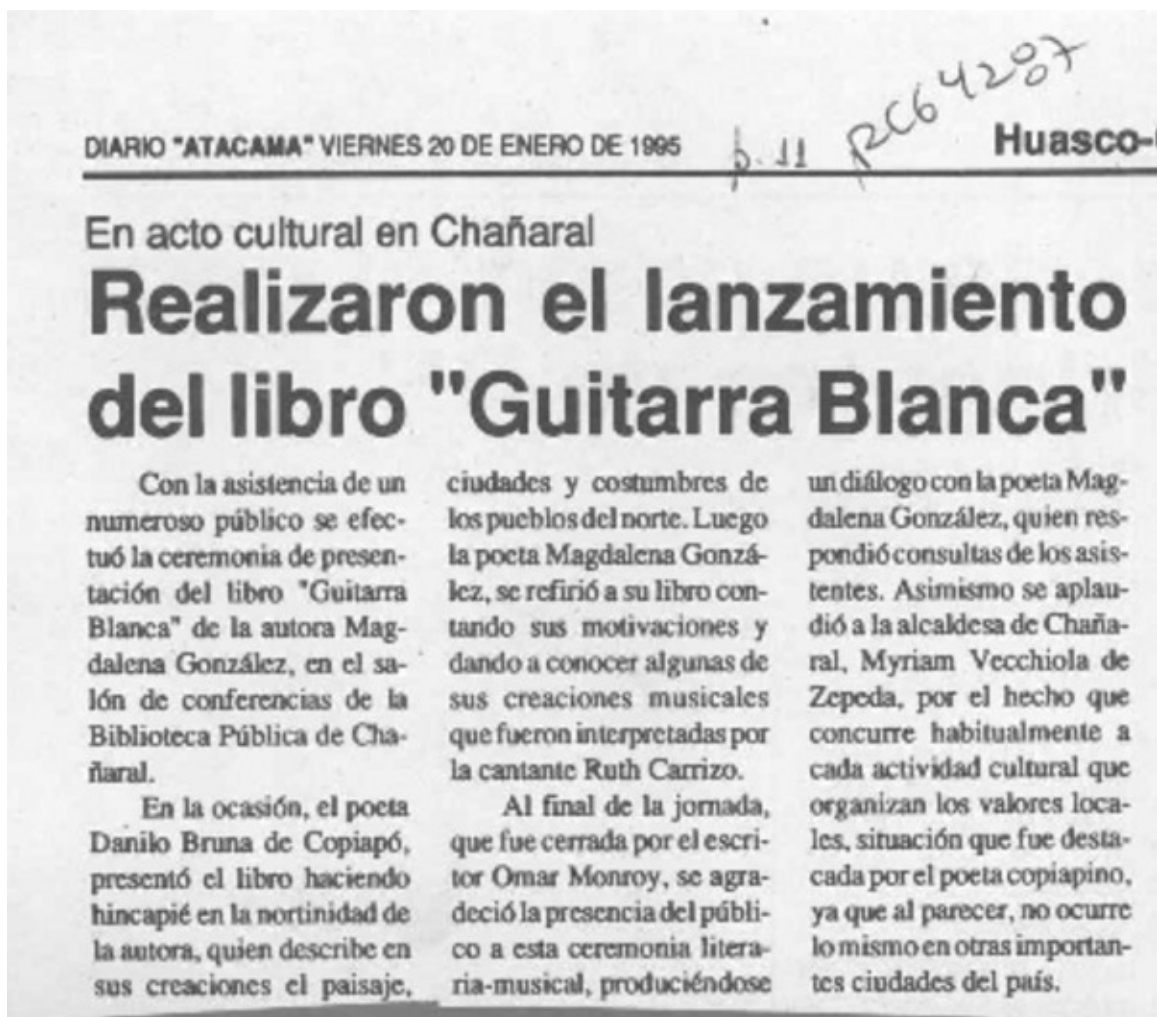 RC64287
DIARIO "ATACAMA" VIERNES 20 DE ENERO DE 1995 p. 11 Huasco-
En acto cultural en Chañaral
Realizaron el lanzamiento
del libro "Guitarra Blanca"
Con la asistencia de un
numeroso público se efec-
tuó la ceremonia de presen-
tación del libro "Guitarra
Blanca" de la autora Mag-
dalena González, en el sa-
lón de conferencias de la
Biblioteca Pública de Cha-
ñaral.
En la ocasión, el poeta
Danilo Bruna de Copiapó,
presentó el libro haciendo
hincapié en la nortinidad de
la autora, quien describe en
sus creaciones el paisaje,
ciudades y costumbres de
los pueblos del norte. Luego
la poeta Magdalena Gonzá-
lez, se refirió a su libro con-
tando sus motivaciones y
dando a conocer algunas de
sus creaciones musicales
que fueron interpretadas por
la cantante Ruth Carrizo.
Al final de la jornada,
que fue cerrada por el escri-
tor Omar Monroy, se agra-
deció la presencia del públi-
co a esta ceremonia litera-
ria-musical, produciéndose
un diálogo con la poeta Mag-
dalena González, quien res-
pondió consultas de los asis-
tentes. Asimismo se aplau-
dió a la alcaldesa de Chaña-
ral, Myriam Vecchiola de
Zepeda, por el hecho que
concurre habitualmente a
cada actividad cultural que
organizan los valores loca-
les, situación que fue desta-
cada por el poeta copiapino,
ya que al parecer, no ocurre
lo mismo en otras importan-
tes ciudades del país.